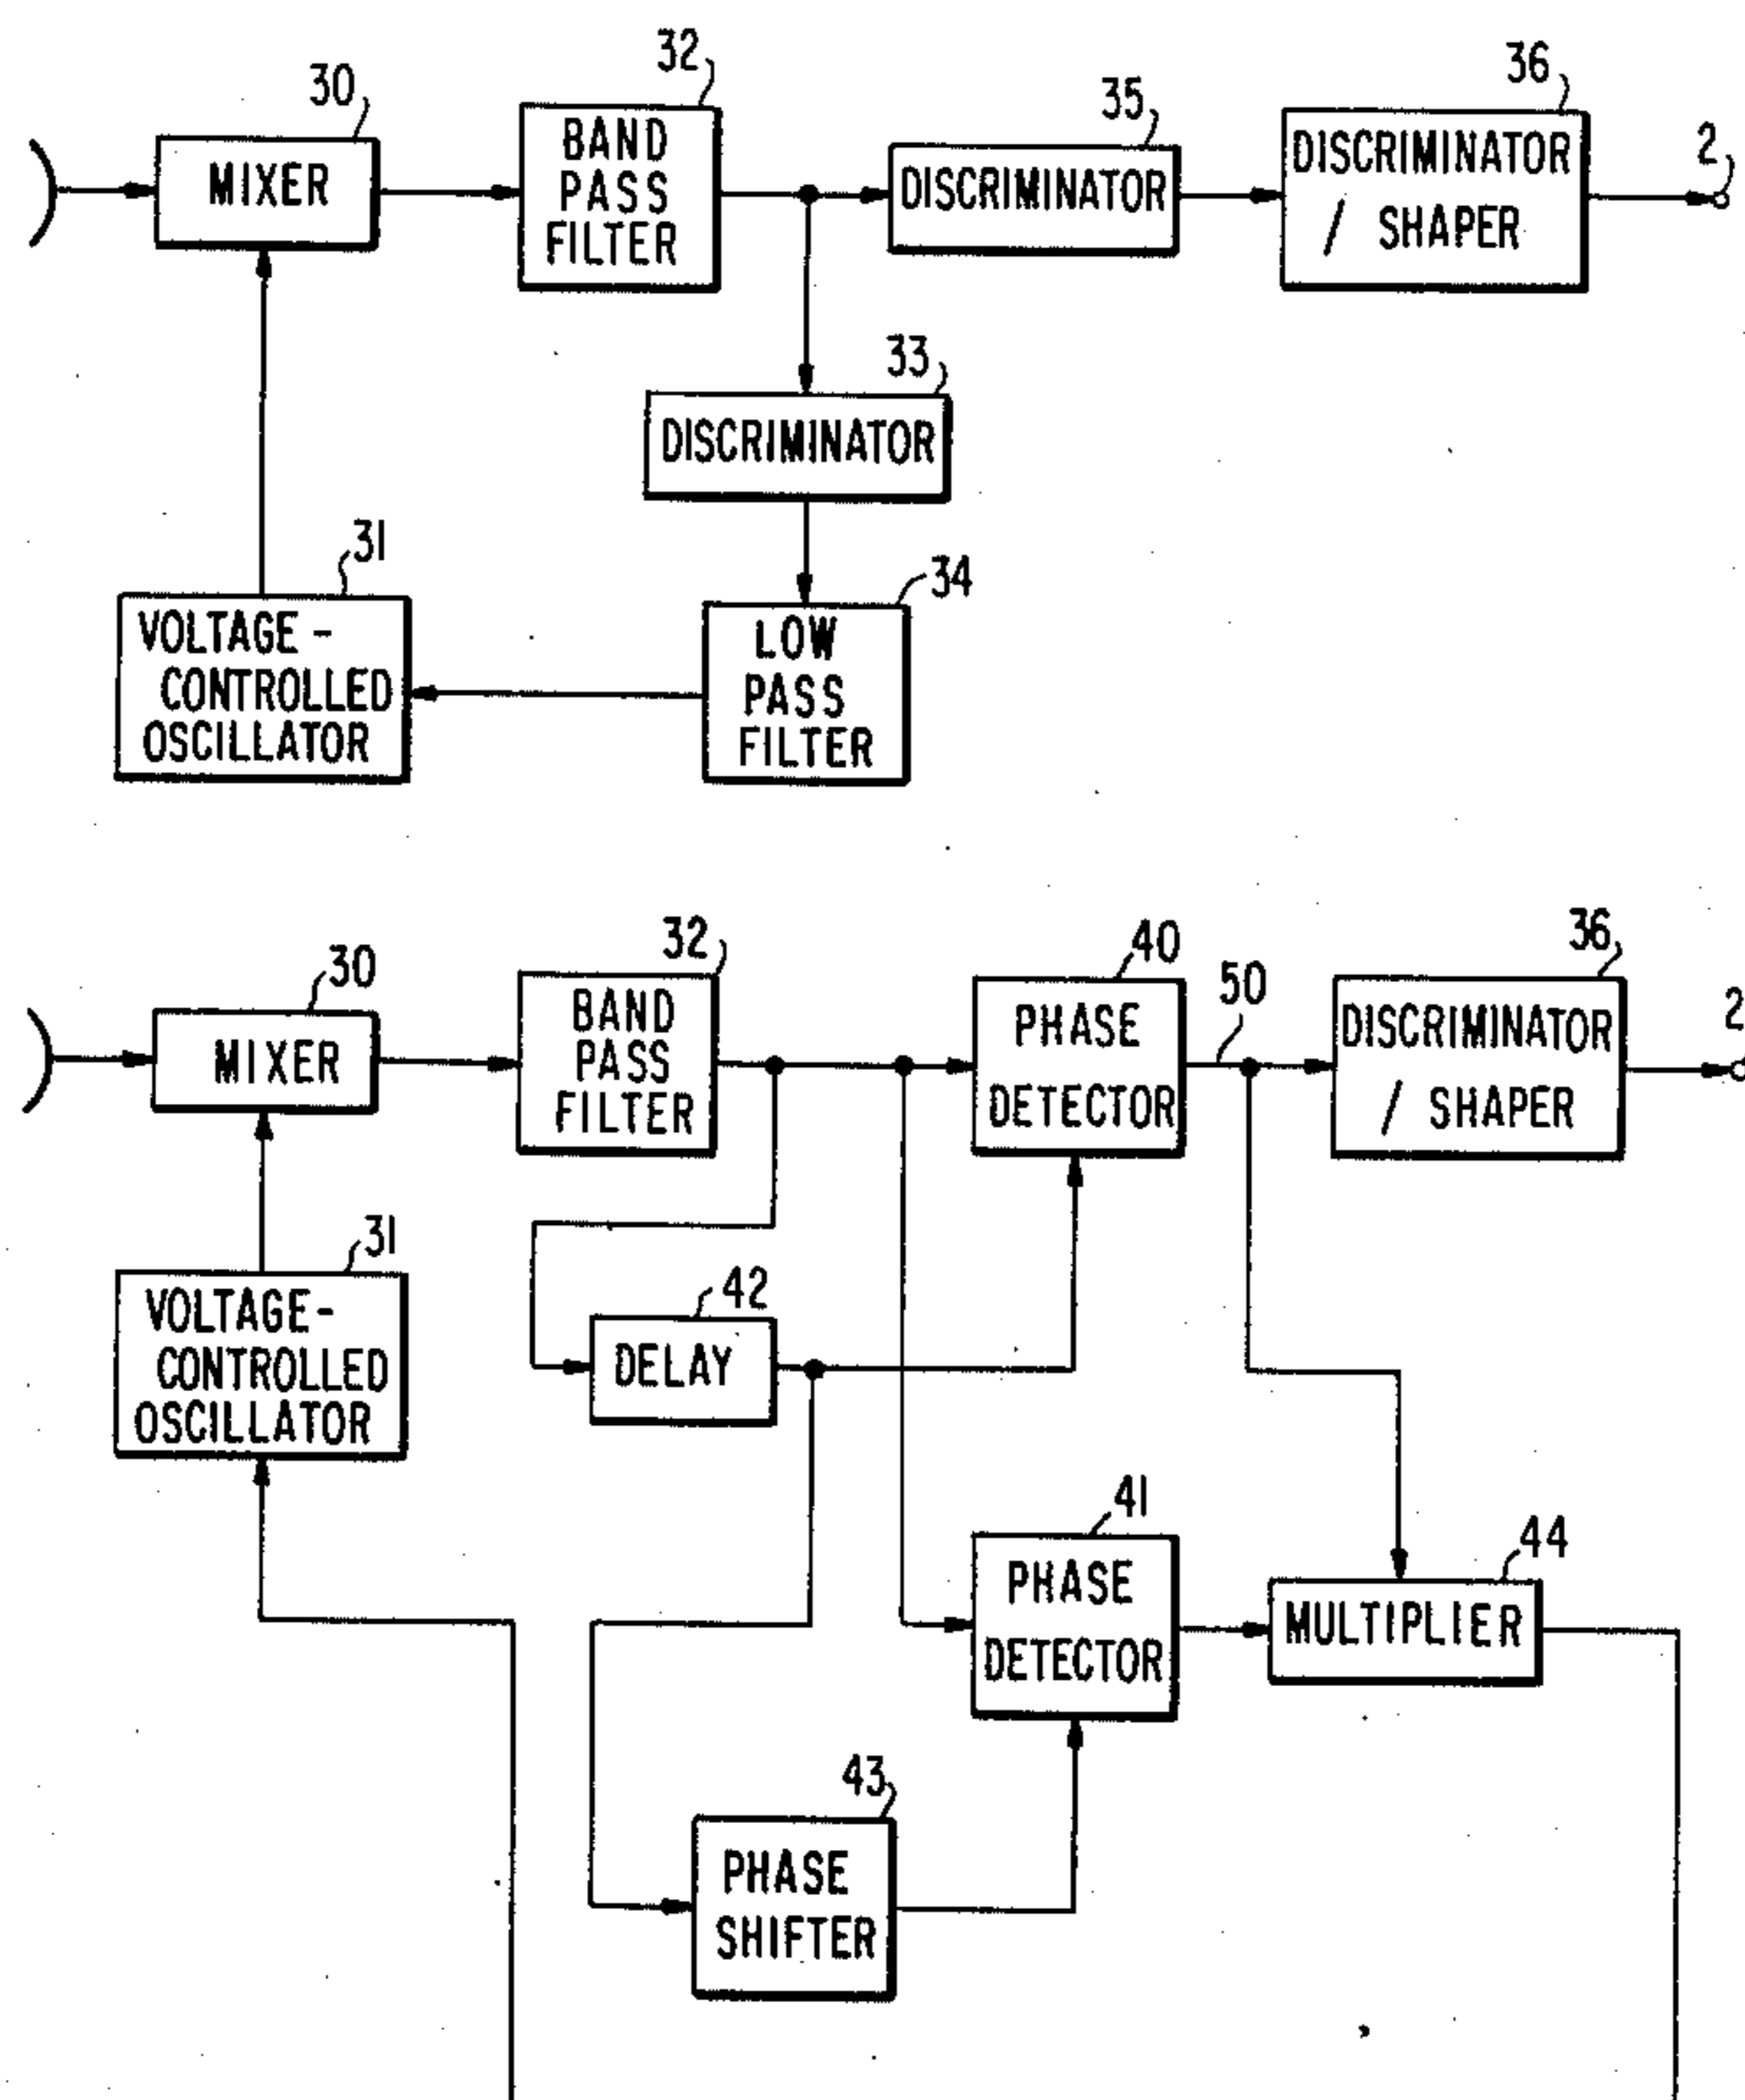 30
MIXER
32
BAND
PASS
FILTER
35
DISCRIMINATOR
36
DISCRIMINATOR
/ SHAPER
2
33
DISCRIMINATOR
31
VOLTAGE-
CONTROLLED
OSCILLATOR
34
LOW
PASS
FILTER
30
MIXER
32
BAND
PASS
FILTER
40
PHASE
DETECTOR
50
36
DISCRIMINATOR
/ SHAPER
2
31
VOLTAGE-
CONTROLLED
OSCILLATOR
42
DELAY
41
PHASE
DETECTOR
44
MULTIPLIER
43
PHASE
SHIFTER